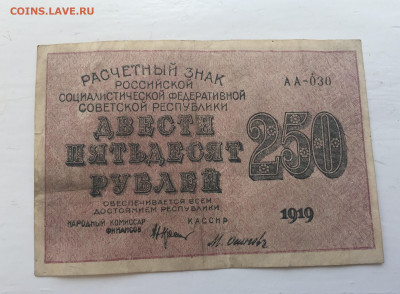 COINS.LAVE.RU
РАСЧЕТНЫЙ ЗНАК
РОССИЙСКОЙ
СОЦИАЛИСТИЧЕСКОЙ ФЕДЕРАТИВНОЙ
СОВЕТСКОЙ РЕСПУБЛИКИ
АА-030
ДВЕСТИ
ПЯТЬДЕСЯТ
РУБЛЕЙ
250
ОБЕСПЕЧИВАЕТСЯ ВСЕМ
ДОСТОЯНИЕМ РЕСПУБЛИКИ
НАРОДНЫЙ КОМИССАР
ФИНАНСОВ
КАССИР
1919